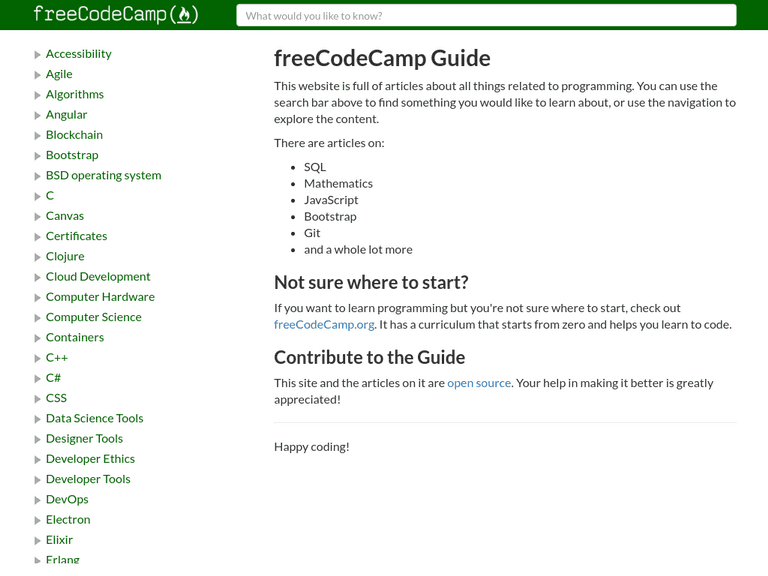 freeCodeCamp
What would you like to know?
Accessibility
Agile
Algorithms
Angular
Blockchain
Bootstrap
BSD operating system
C
Canvas
Certificates
Clojure
Cloud Development
Computer Hardware
Computer Science
Containers
C++
C#
CSS
Data Science Tools
Designer Tools
Developer Ethics
Developer Tools
DevOps
Electron
Elixir
Erlang
freeCodeCamp Guide
This website is full of articles about all things related to programming. You can use the
search bar above to find something you would like to learn about, or use the navigation to
explore the content.
There are articles on:
• SQL
• Mathematics
• JavaScript
• Bootstrap
• Git
• and a whole lot more
Not sure where to start?
If you want to learn programming but you're not sure where to start, check out
freeCodeCamp.org. It has a curriculum that starts from zero and helps you learn to code.
Contribute to the Guide
This site and the articles on it are open source. Your help in making it better is greatly
appreciated!
Happy coding!